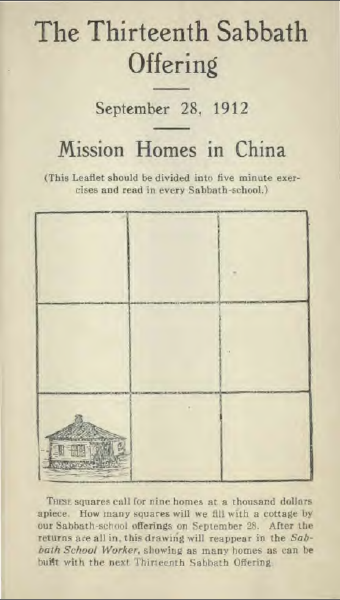 The Thirteenth Sabbath
Offering
September 28, 1912
Mission Homes in China
(This Leaflet should be divided into five minute exer-
cises and read in every Sabbath-school.)
These squares call for nine homes at a thousand dollars
apiece. How many squares will we fill with a cottage by
our Sabbath-school offerings on September 28. After the
returns are all in, this drawing will reappear in the Sab-
bath School Worker, showing as many homes as can be
built with the next Thirteenth Sabbath Offering.